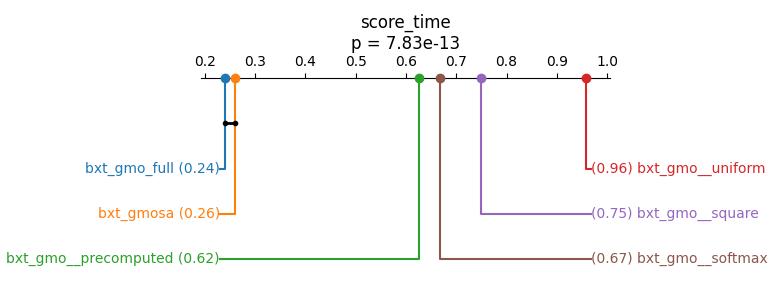 score_time
p = 7.83e-13
0.2 0.3 0.4 0.5 0.6 0.7 0.8 0.9 1.0
bxt_gmo_full (0.24) (0.96) bxt_gmo__uniform
bxt_gmosa (0.26) (0.75) bxt_gmo__square
bxt_gmo__precomputed (0.62) (0.67) bxt_gmo__softmax